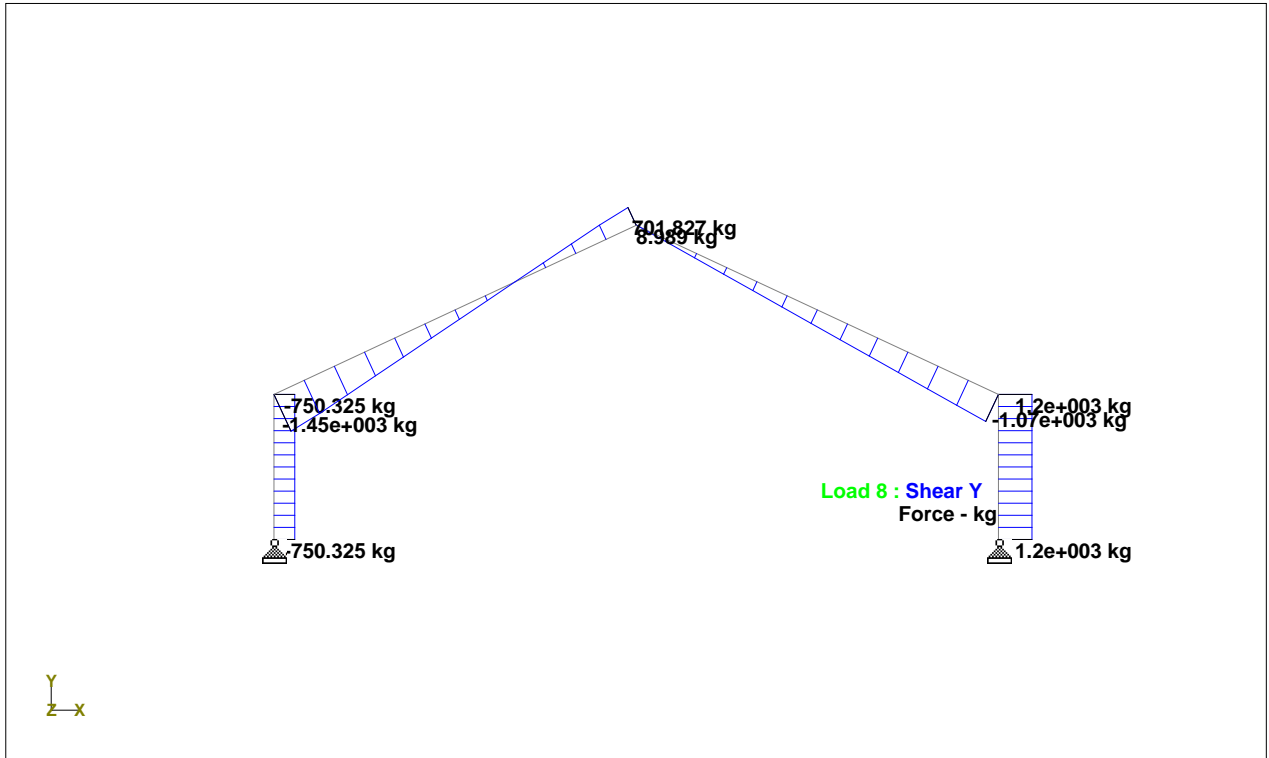 701.827 kg
8.989 kg
-750.325 kg
-1.45e+003 kg
1.2e+003 kg
-1.07e+003 kg
Load 8 : Shear Y
Force - kg
-750.325 kg
1.2e+003 kg
Y
Z X